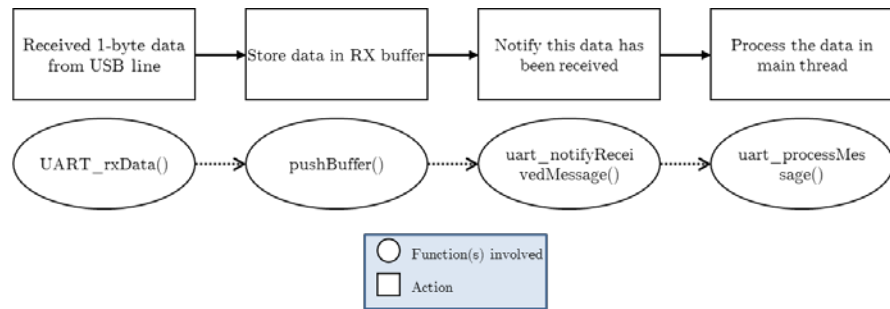 Received 1-byte data
from USB line
Store data in RX buffer
Notify this data has
been received
Process the data in
main thread
UART_rxData()
pushBuffer()
uart_notifyRecei
vedMessage()
uart_processMes
sage()
Function(s) involved
Action